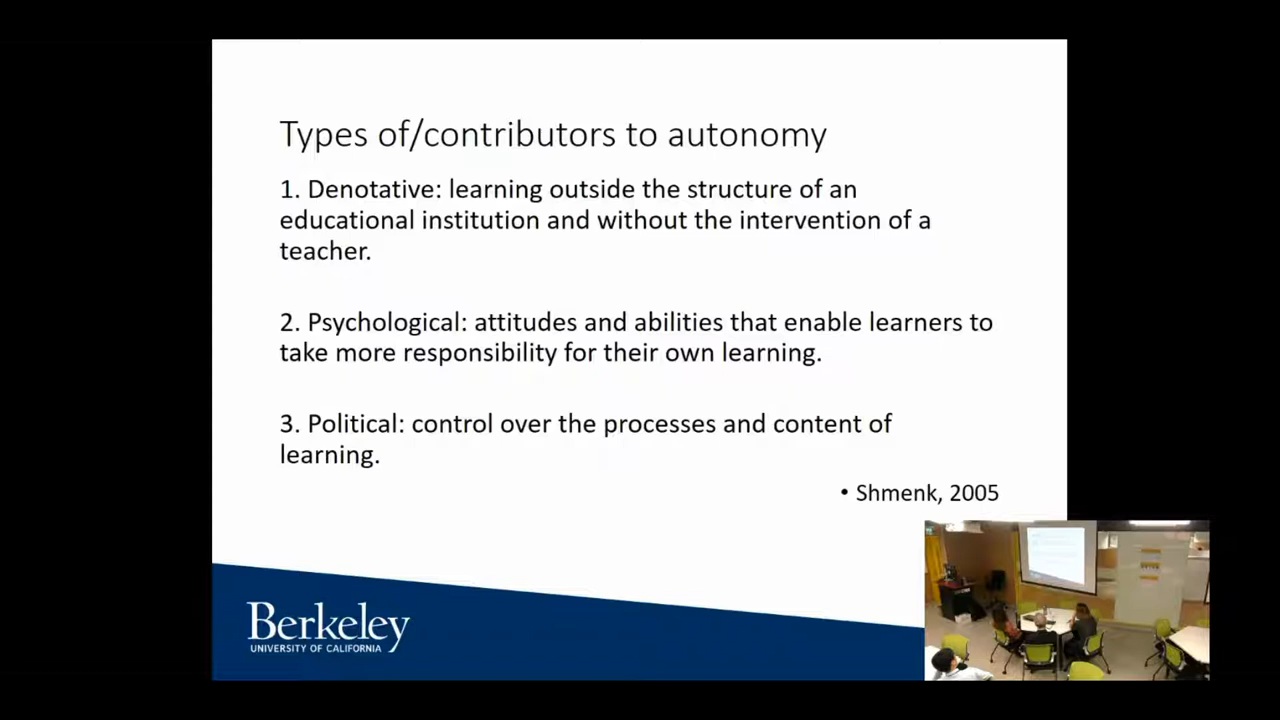 Types of/contributors to autonomy
1. Denotative: learning outside the structure of an
educational institution and without the intervention of a
teacher.
2. Psychological: attitudes and abilities that enable learners to
take more responsibility for their own learning.
3. Political: control over the processes and content of
learning.
• Shmenk, 2005
Berkeley
UNIVERSITY OF CALIFORNIA